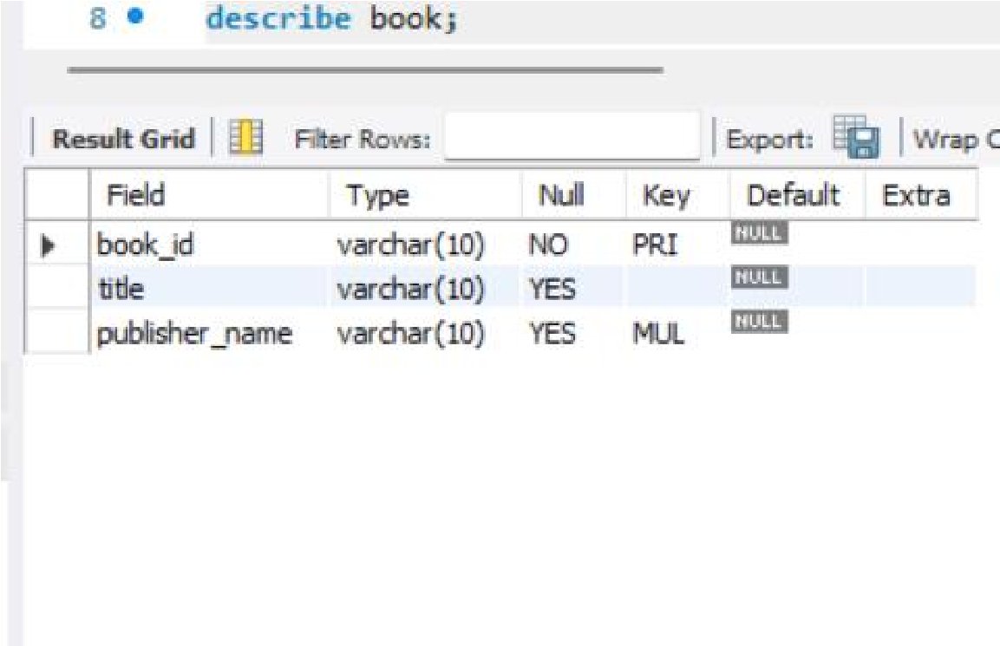 8 describe book;
Result Grid Filter Rows: Export: Wrap C
Field Type Null Key Default Extra
book_id varchar(10) NO PRI NULL
title varchar(10) YES NULL
publisher_name varchar(10) YES MUL NULL